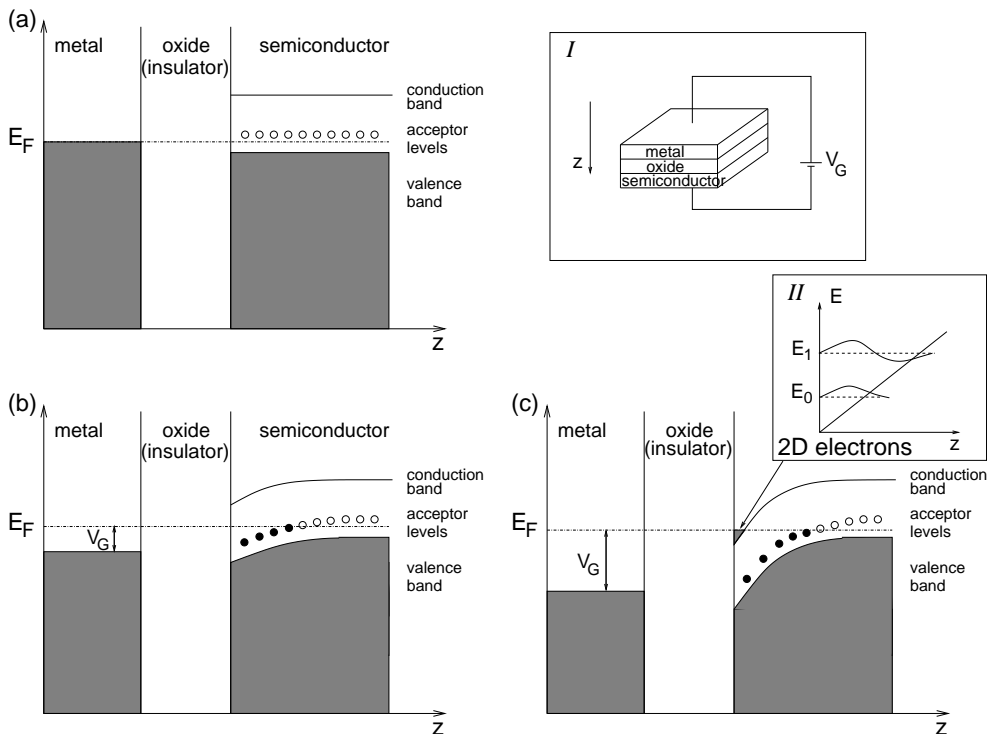 (a)
metal
oxide
(insulator)
semiconductor
conduction
band
acceptor
levels
E_F
valence
band
z
I
z
metal
oxide
semiconductor
V_G
II
E
E_1
E_0
z
2D electrons
(b)
metal
oxide
(insulator)
semiconductor
conduction
band
acceptor
levels
E_F
V_G
valence
band
z
(c)
metal
oxide
(insulator)
semiconductor
conduction
band
acceptor
levels
E_F
V_G
valence
band
z